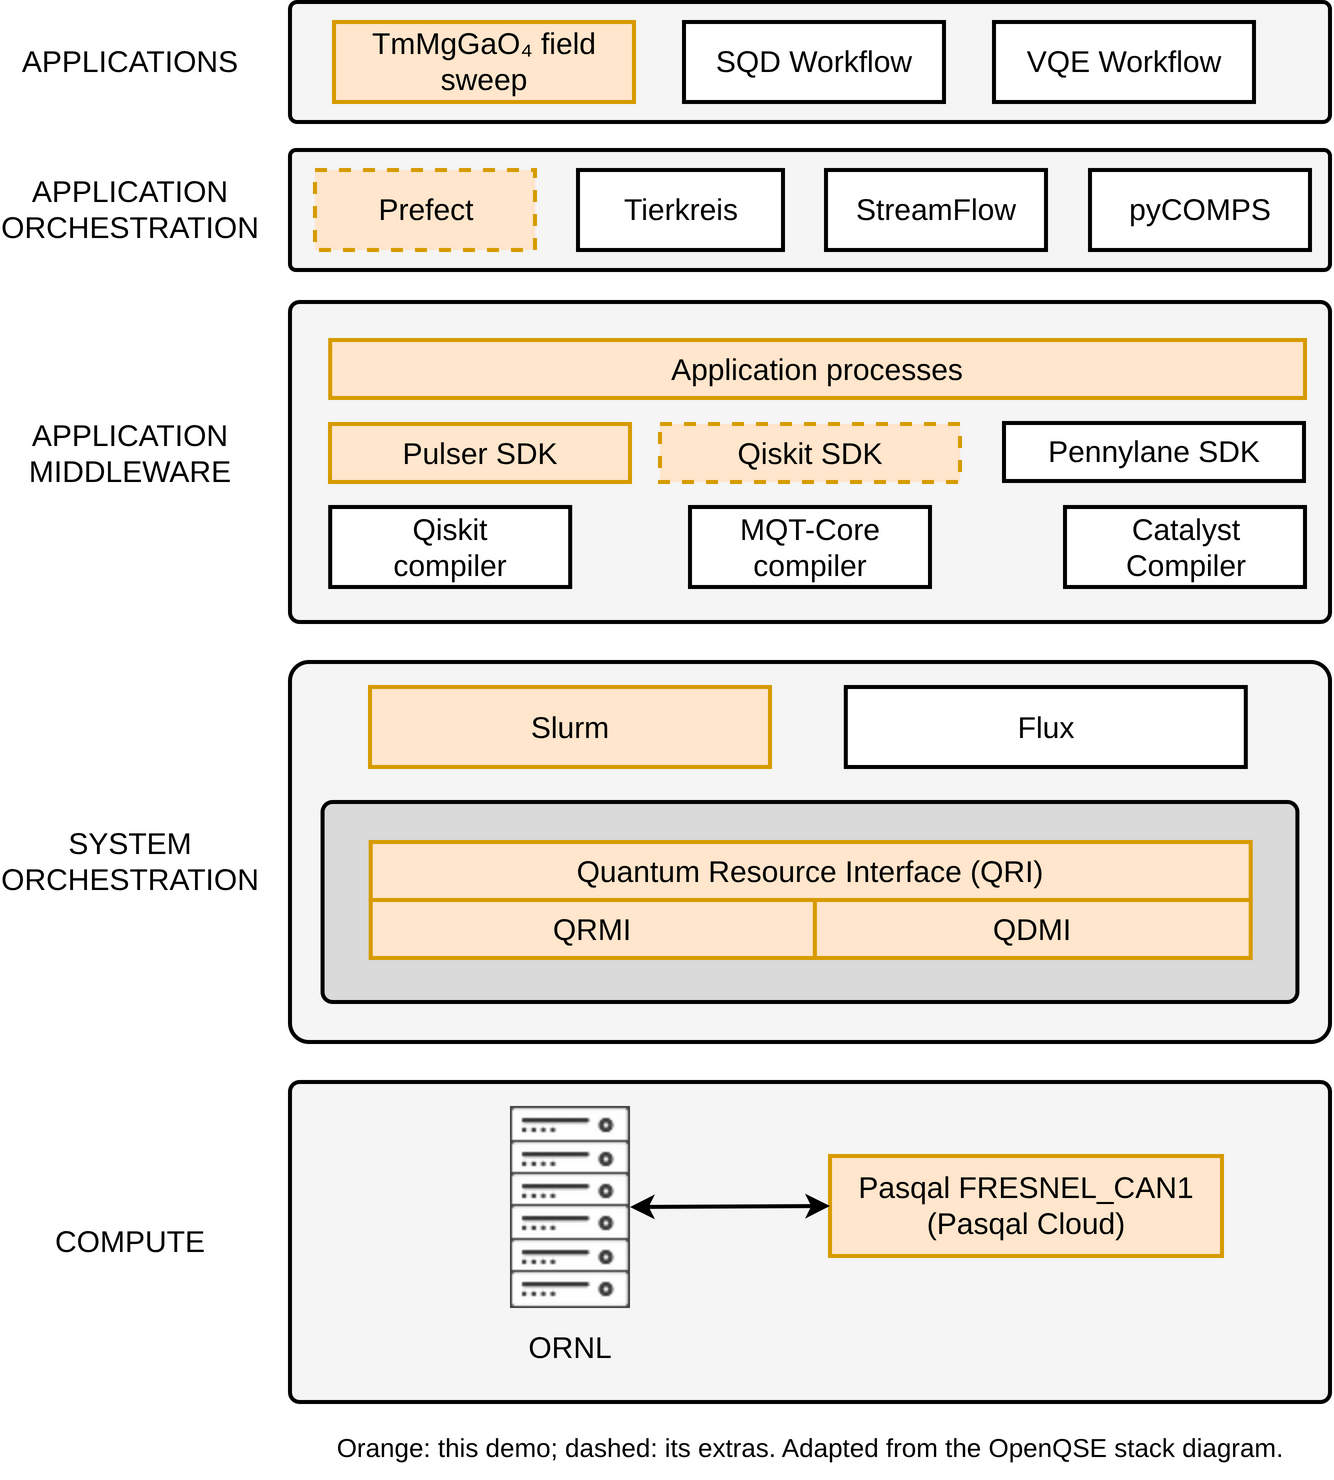 APPLICATIONS
TmMgGaO₄ field
sweep
SQD Workflow
VQE Workflow
APPLICATION
ORCHESTRATION
Prefect
Tierkreis
StreamFlow
pyCOMPS
APPLICATION
MIDDLEWARE
Application processes
Pulser SDK
Qiskit SDK
Pennylane SDK
Qiskit
compiler
MQT-Core
compiler
Catalyst
Compiler
SYSTEM
ORCHESTRATION
Slurm
Flux
Quantum Resource Interface (QRI)
QRMI
QDMI
COMPUTE
ORNL
Pasqal FRESNEL_CAN1
(Pasqal Cloud)
Orange: this demo; dashed: its extras. Adapted from the OpenQSE stack diagram.